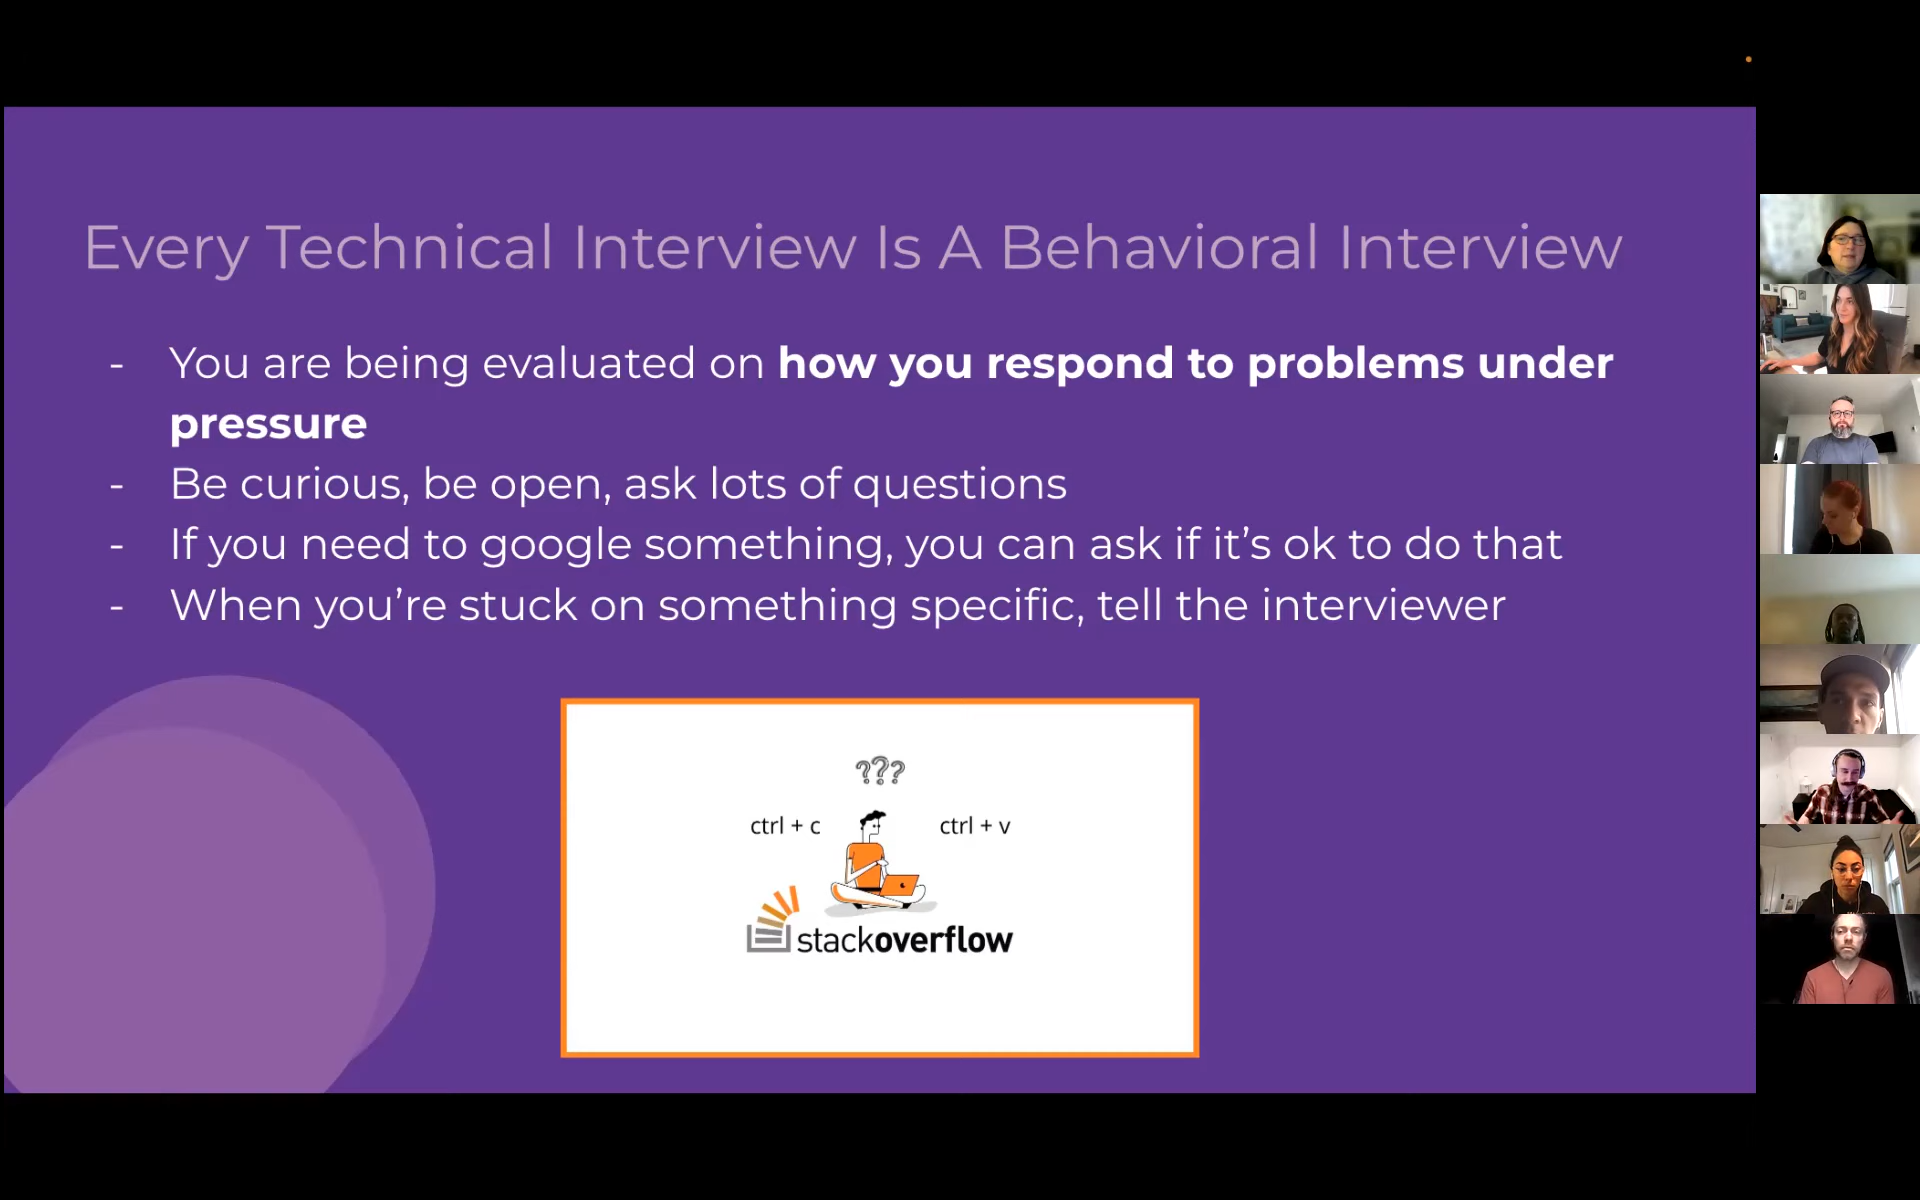 Every Technical Interview Is A Behavioral Interview
- You are being evaluated on how you respond to problems under
pressure
- Be curious, be open, ask lots of questions
- If you need to google something, you can ask if it’s ok to do that
- When you’re stuck on something specific, tell the interviewer
???
ctrl + c
ctrl + v
stackoverflow